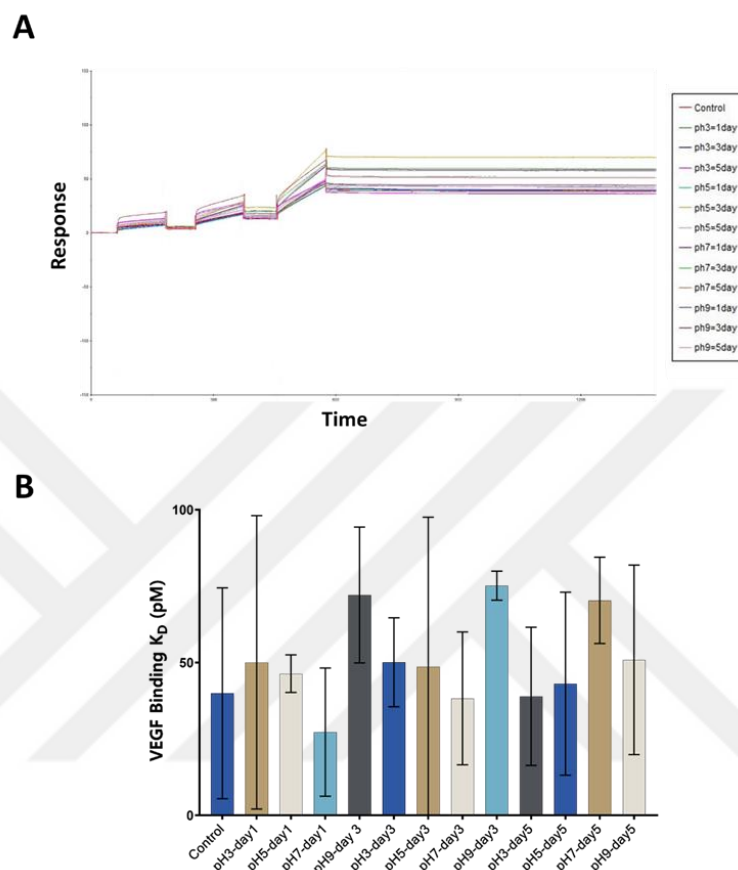 A
Response
Time
Control
ph3=1day
ph3=3day
ph3=5day
ph5=1day
ph5=3day
ph5=5day
ph7=1day
ph7=3day
ph7=5day
ph9=1day
ph9=3day
ph9=5day
B
VEGF Binding KD (pM)
100
50
0
Control
pH3-day1
pH5-day1
pH7-day1
pH9-day 3
pH3-day3
pH5-day3
pH7-day3
pH9-day3
pH3-day5
pH5-day5
pH7-day5
pH9-day5